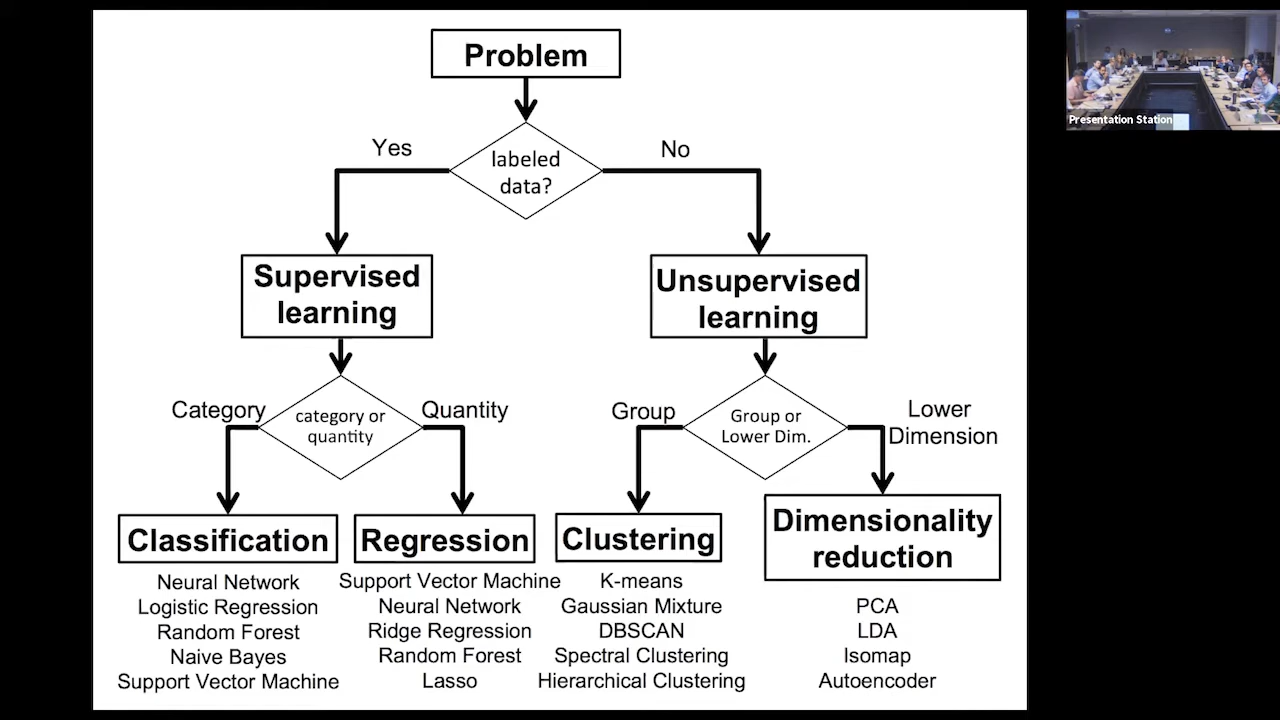 Problem
Yes
labeled
data?
No
Supervised
learning
Unsupervised
learning
Category
category or
quantity
Quantity
Group
Group or
Lower Dim.
Lower
Dimension
Classification
Neural Network
Logistic Regression
Random Forest
Naive Bayes
Support Vector Machine
Regression
Support Vector Machine
Neural Network
Ridge Regression
Random Forest
Lasso
Clustering
K-means
Gaussian Mixture
DBSCAN
Spectral Clustering
Hierarchical Clustering
Dimensionality
reduction
PCA
LDA
Isomap
Autoencoder
Presentation Station